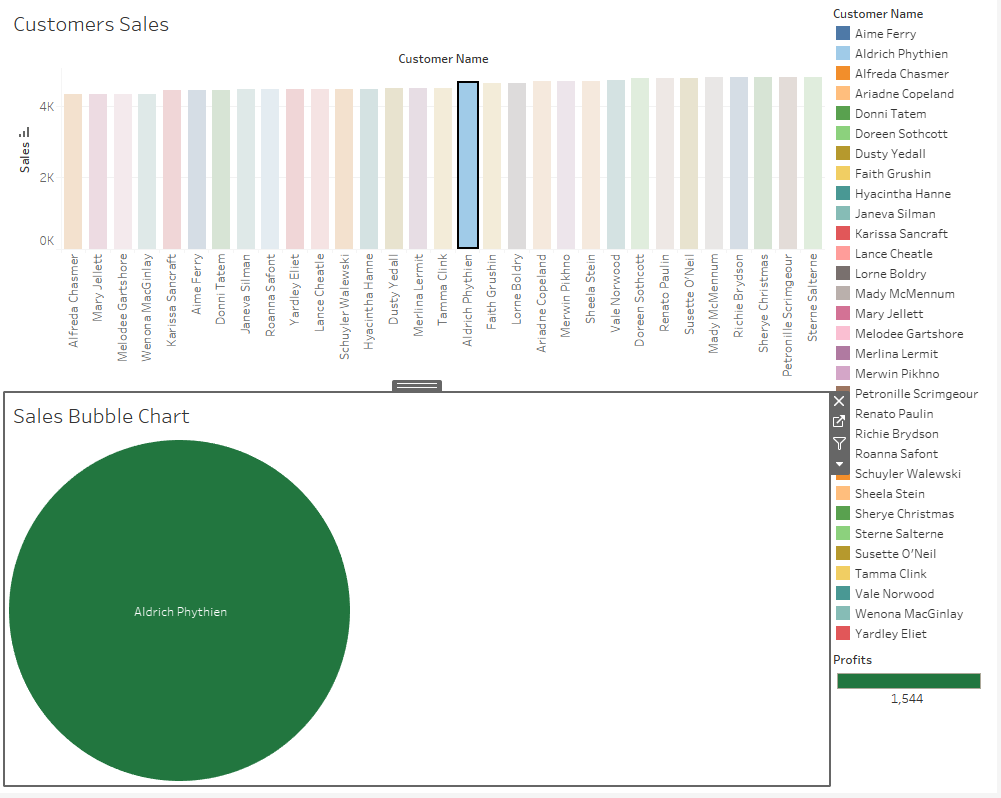 Customers Sales
Customer Name
Sales
4K
2K
0K
Alfreda Chasmer
Mary Jellett
Melodee Gartshore
Wenona MacGinlay
Karissa Sancraft
Aime Ferry
Donni Tatem
Janeva Silman
Roanna Safont
Yardley Eliet
Lance Cheatle
Schuyler Walewski
Hyacintha Hanne
Dusty Yedall
Merlina Lermit
Tamma Clink
Aldrich Phythien
Faith Grushin
Lorne Boldry
Ariadne Copeland
Merwin Pikhno
Sheela Stein
Vale Norwood
Doreen Sothcott
Renato Paulin
Susette O'Neil
Mady McMennum
Richie Brydson
Sherye Christmas
Petronille Scrimgeour
Sterne Salterne
Sales Bubble Chart
Aldrich Phythien
Customer Name
Aime Ferry
Aldrich Phythien
Alfreda Chasmer
Ariadne Copeland
Donni Tatem
Doreen Sothcott
Dusty Yedall
Faith Grushin
Hyacintha Hanne
Janeva Silman
Karissa Sancraft
Lance Cheatle
Lorne Boldry
Mady McMennum
Mary Jellett
Melodee Gartshore
Merlina Lermit
Merwin Pikhno
Petronille Scrimgeour
Renato Paulin
Richie Brydson
Roanna Safont
Schuyler Walewski
Sheela Stein
Sherye Christmas
Sterne Salterne
Susette O'Neil
Tamma Clink
Vale Norwood
Wenona MacGinlay
Yardley Eliet
Profits
1,544